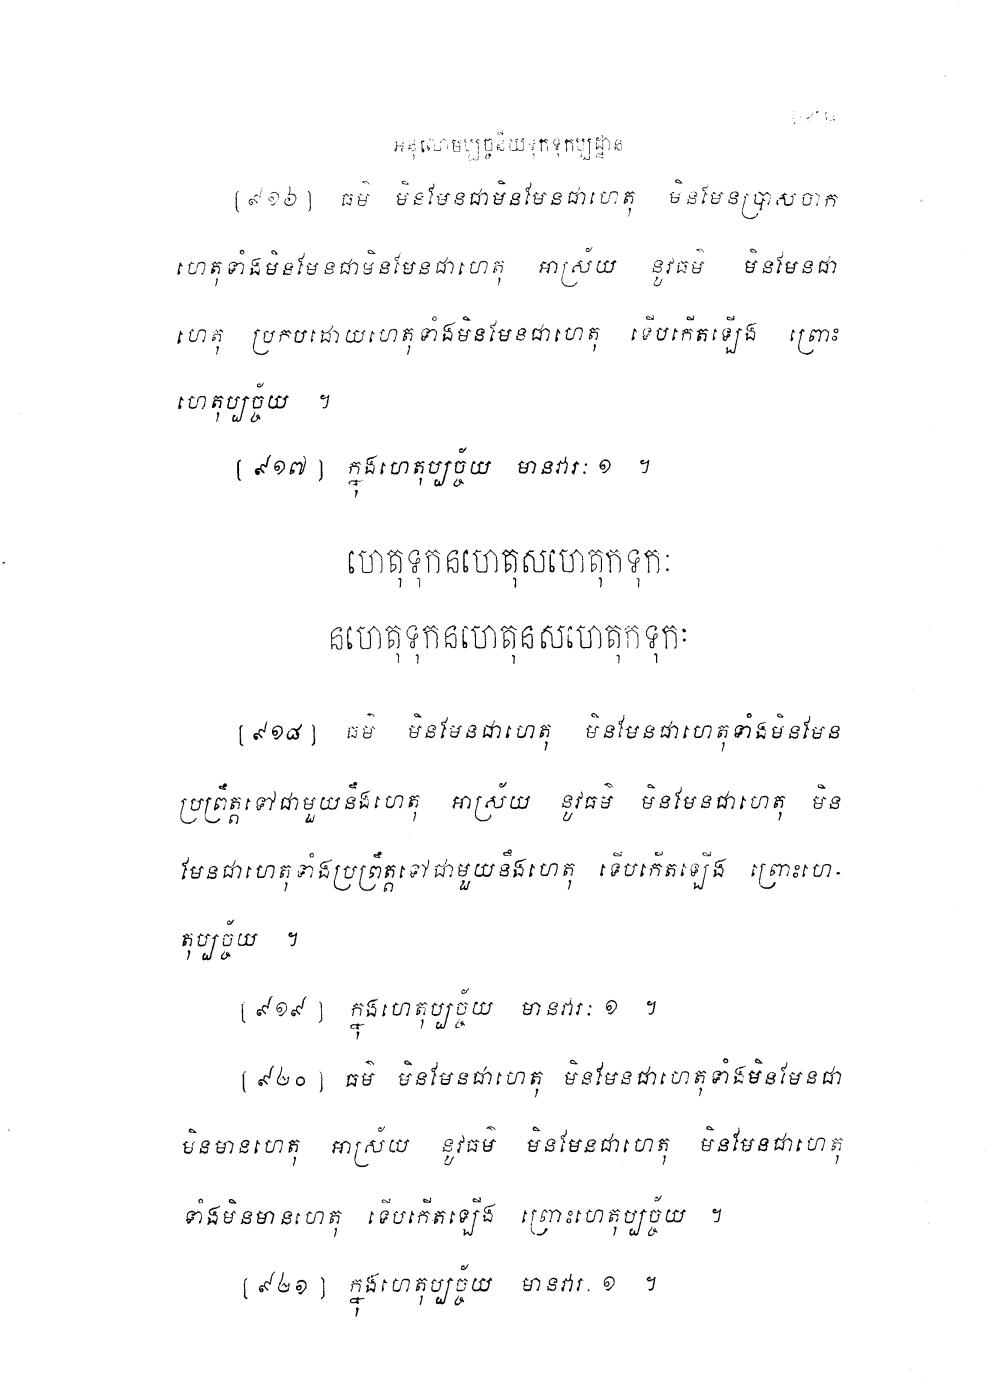 អនុលោមប្បច្ចនីយទុកទុកប្បដ្ឋាន
[៩១៦] ធម៌ មិនមែនជាមិនមែនជាហេតុ មិនមែនប្រាសចាក
ហេតុទាំងមិនមែនជាមិនមែនជាហេតុ អាស្រ័យ នូវធម៌ មិនមែនជា
ហេតុ ប្រកបដោយហេតុទាំងមិនមែនជាហេតុ ទើបកើតឡើង ព្រោះ
ហេតុប្បច្ច័យ ។
[៩១៧] ក្នុងហេតុប្បច្ច័យ មានវារៈ ១ ។
ហេតុទុកនហេតុសហេតុកទុកៈ
នហេតុទុកនហេតុនសហេតុកទុកៈ
[៩១៨] ធម៌ មិនមែនជាហេតុ មិនមែនជាហេតុទាំងមិនមែន
ប្រព្រឹត្តទៅជាមួយនឹងហេតុ អាស្រ័យ នូវធម៌ មិនមែនជាហេតុ មិន
មែនជាហេតុទាំងប្រព្រឹត្តទៅជាមួយនឹងហេតុ ទើបកើតឡើង ព្រោះហេ-
តុប្បច្ច័យ ។
[៩១៩] ក្នុងហេតុប្បច្ច័យ មានវារៈ ១ ។
[៩២០] ធម៌ មិនមែនជាហេតុ មិនមែនជាហេតុទាំងមិនមែនជា
មិនមានហេតុ អាស្រ័យ នូវធម៌ មិនមែនជាហេតុ មិនមែនជាហេតុ
ទាំងមិនមានហេតុ ទើបកើតឡើង ព្រោះហេតុប្បច្ច័យ ។
[៩២១] ក្នុងហេតុប្បច្ច័យ មានវារៈ ១ ។